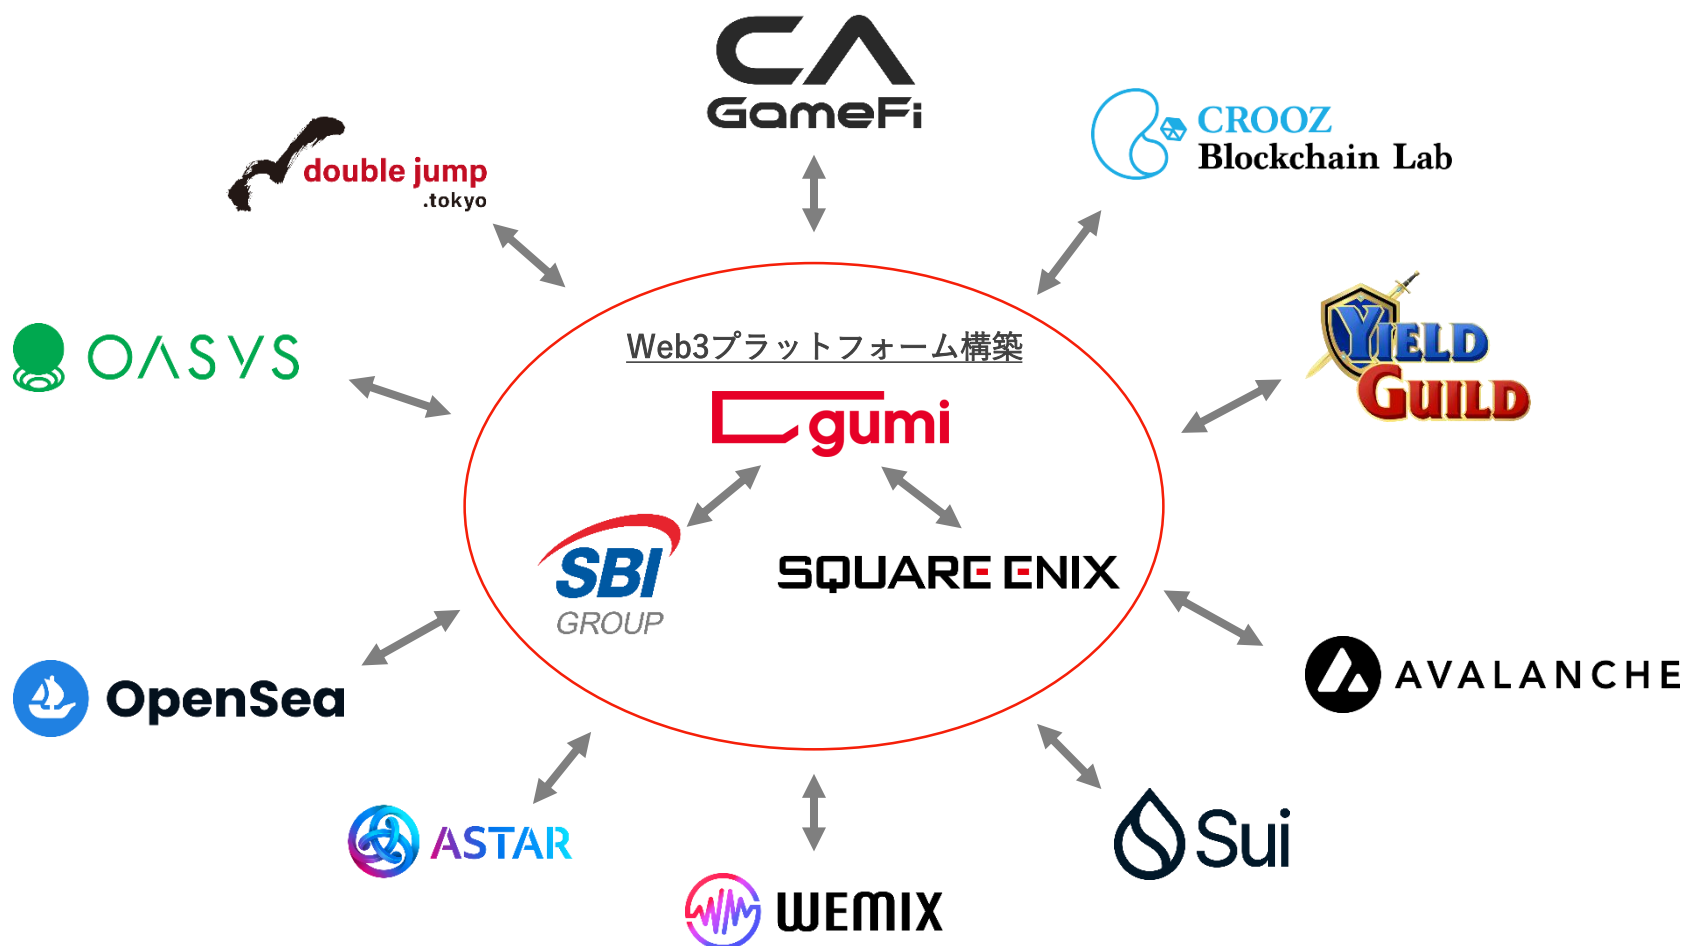 CA
GameFi
CROOZ
Blockchain Lab
double jump
.tokyo
YIELD
GUILD
OASYS
Web3プラットフォーム構築
gumi
SBI
GROUP
SQUARE ENIX
OpenSea
AVALANCHE
ASTAR
Sui
WEMIX